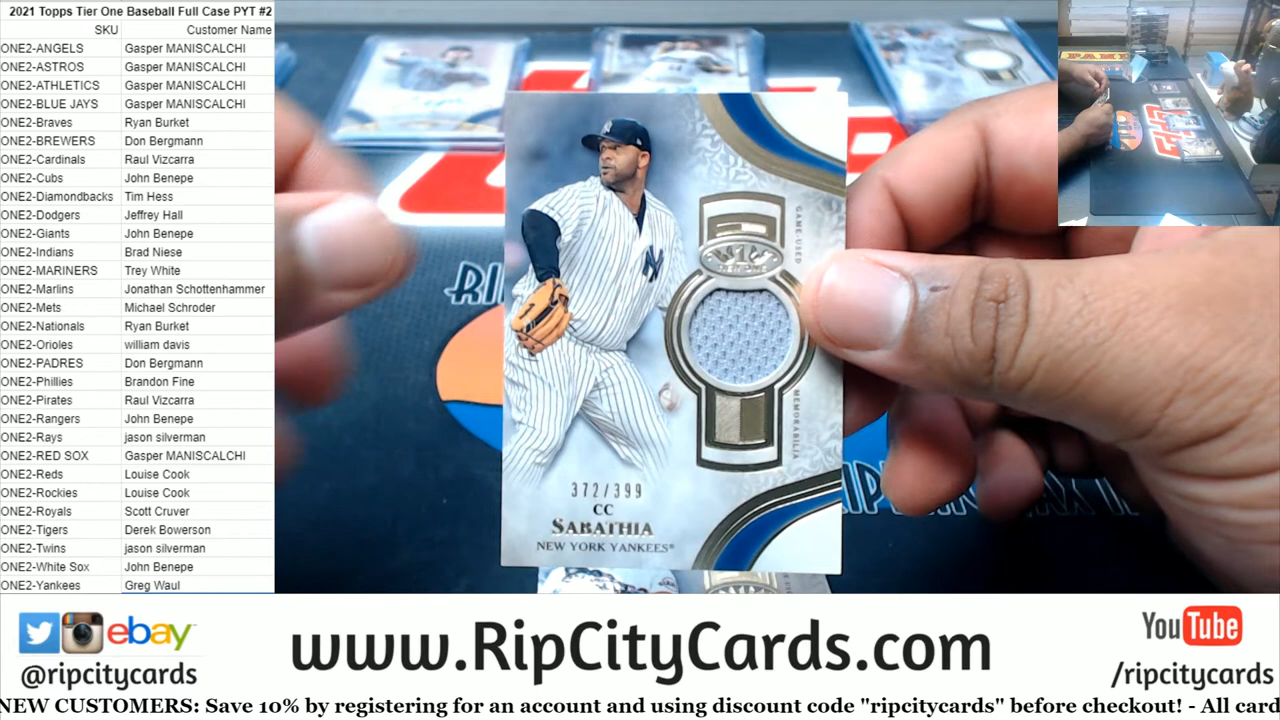 2021 Topps Tier One Baseball Full Case PYT #2
SKU Customer Name
ONE2-ANGELS Gasper MANISCALCHI
ONE2-ASTROS Gasper MANISCALCHI
ONE2-ATHLETICS Gasper MANISCALCHI
ONE2-BLUE JAYS Gasper MANISCALCHI
ONE2-Braves Ryan Burket
ONE2-BREWERS Don Bergmann
ONE2-Cardinals Raul Vizcarra
ONE2-Cubs John Benepe
ONE2-Diamondbacks Tim Hess
ONE2-Dodgers Jeffrey Hall
ONE2-Giants John Benepe
ONE2-Indians Brad Niese
ONE2-MARINERS Trey White
ONE2-Marlins Jonathan Schottenhammer
ONE2-Mets Michael Schroder
ONE2-Nationals Ryan Burket
ONE2-Orioles william davis
ONE2-PADRES Don Bergmann
ONE2-Phillies Brandon Fine
ONE2-Pirates Raul Vizcarra
ONE2-Rangers John Benepe
ONE2-Rays jason silverman
ONE2-RED SOX Gasper MANISCALCHI
ONE2-Reds Louise Cook
ONE2-Rockies Louise Cook
ONE2-Royals Scott Cruver
ONE2-Tigers Derek Bowerson
ONE2-Twins jason silverman
ONE2-White Sox John Benepe
ONE2-Yankees Greg Waul
GAME-USED
1
TIER ONE
MEMORABILIA
NY
372/399
CC
SABATHIA
NEW YORK YANKEES®
PANINI
ebay
@ripcitycards
www.RipCityCards.com
YouTube
/ripcitycards
NEW CUSTOMERS: Save 10% by registering for an account and using discount code "ripcitycards" before checkout! - All card